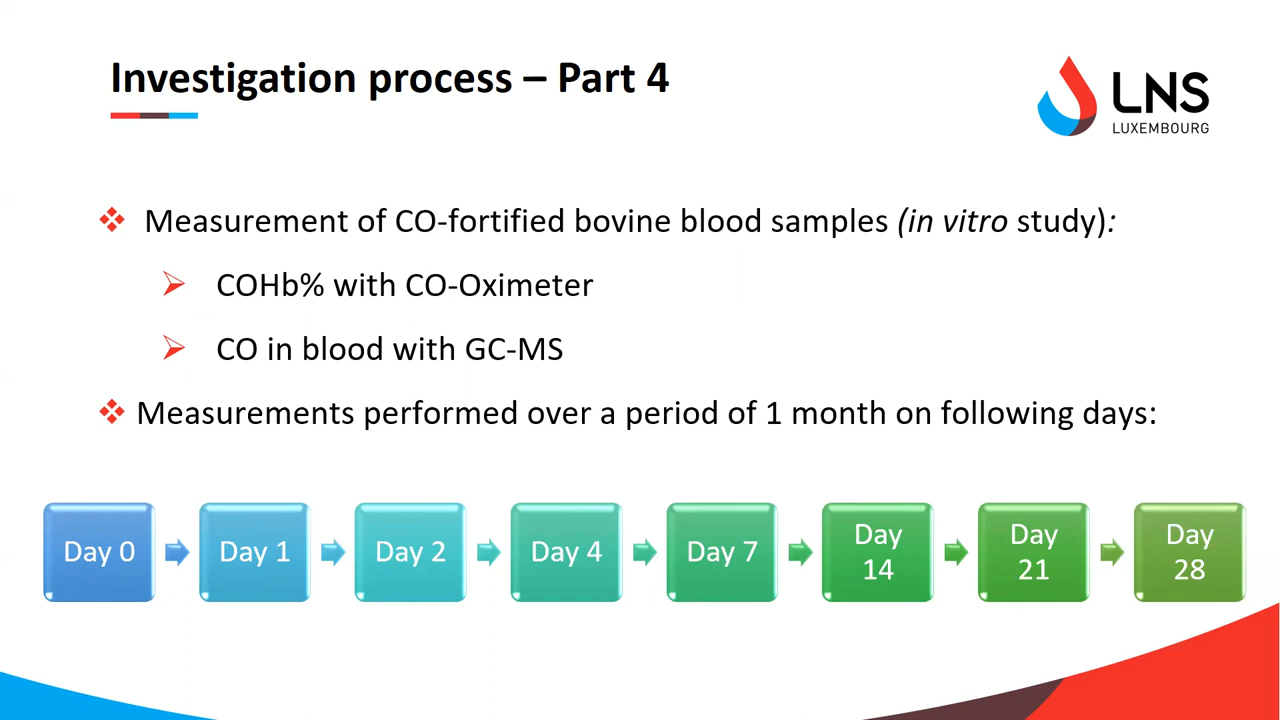 Investigation process – Part 4
LNS
LUXEMBOURG
Measurement of CO-fortified bovine blood samples (in vitro study):
COHb% with CO-Oximeter
CO in blood with GC-MS
Measurements performed over a period of 1 month on following days:
Day 0
Day 1
Day 2
Day 4
Day 7
Day
14
Day
21
Day
28